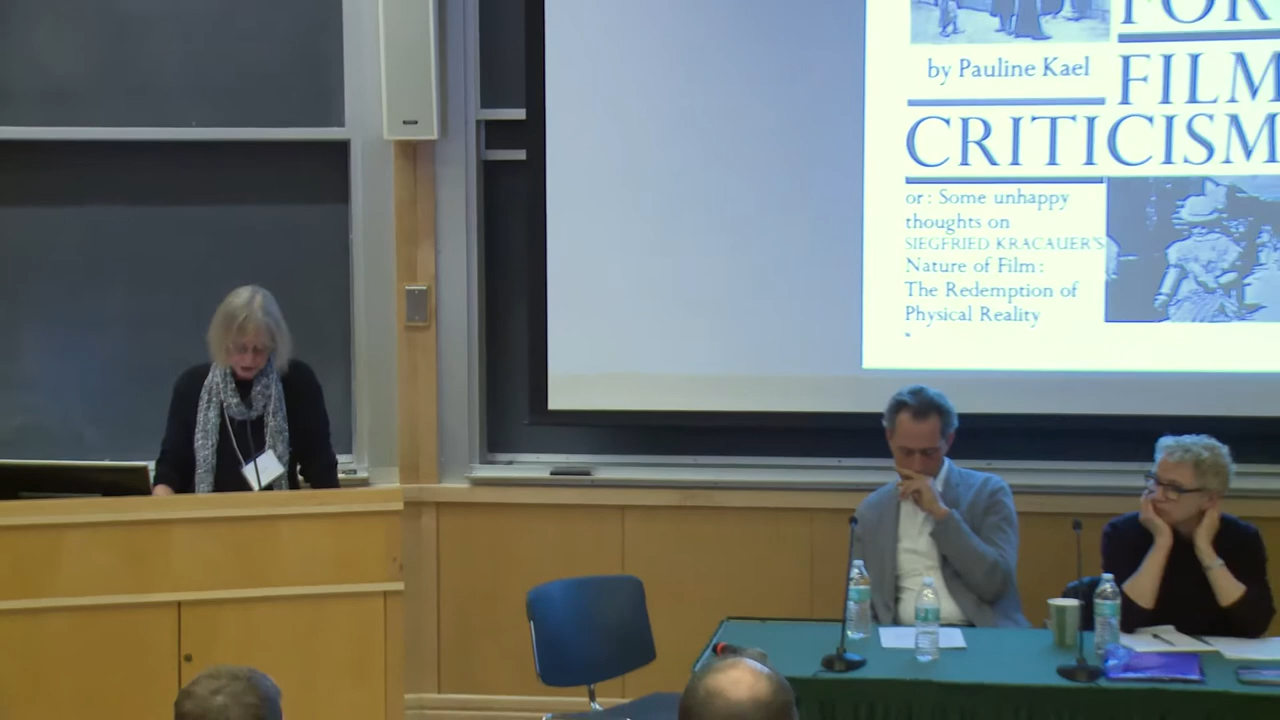 FOR
by Pauline Kael
FILM
CRITICISM
or: Some unhappy
thoughts on
SIEGFRIED KRACAUER'S
Nature of Film:
The Redemption of
Physical Reality